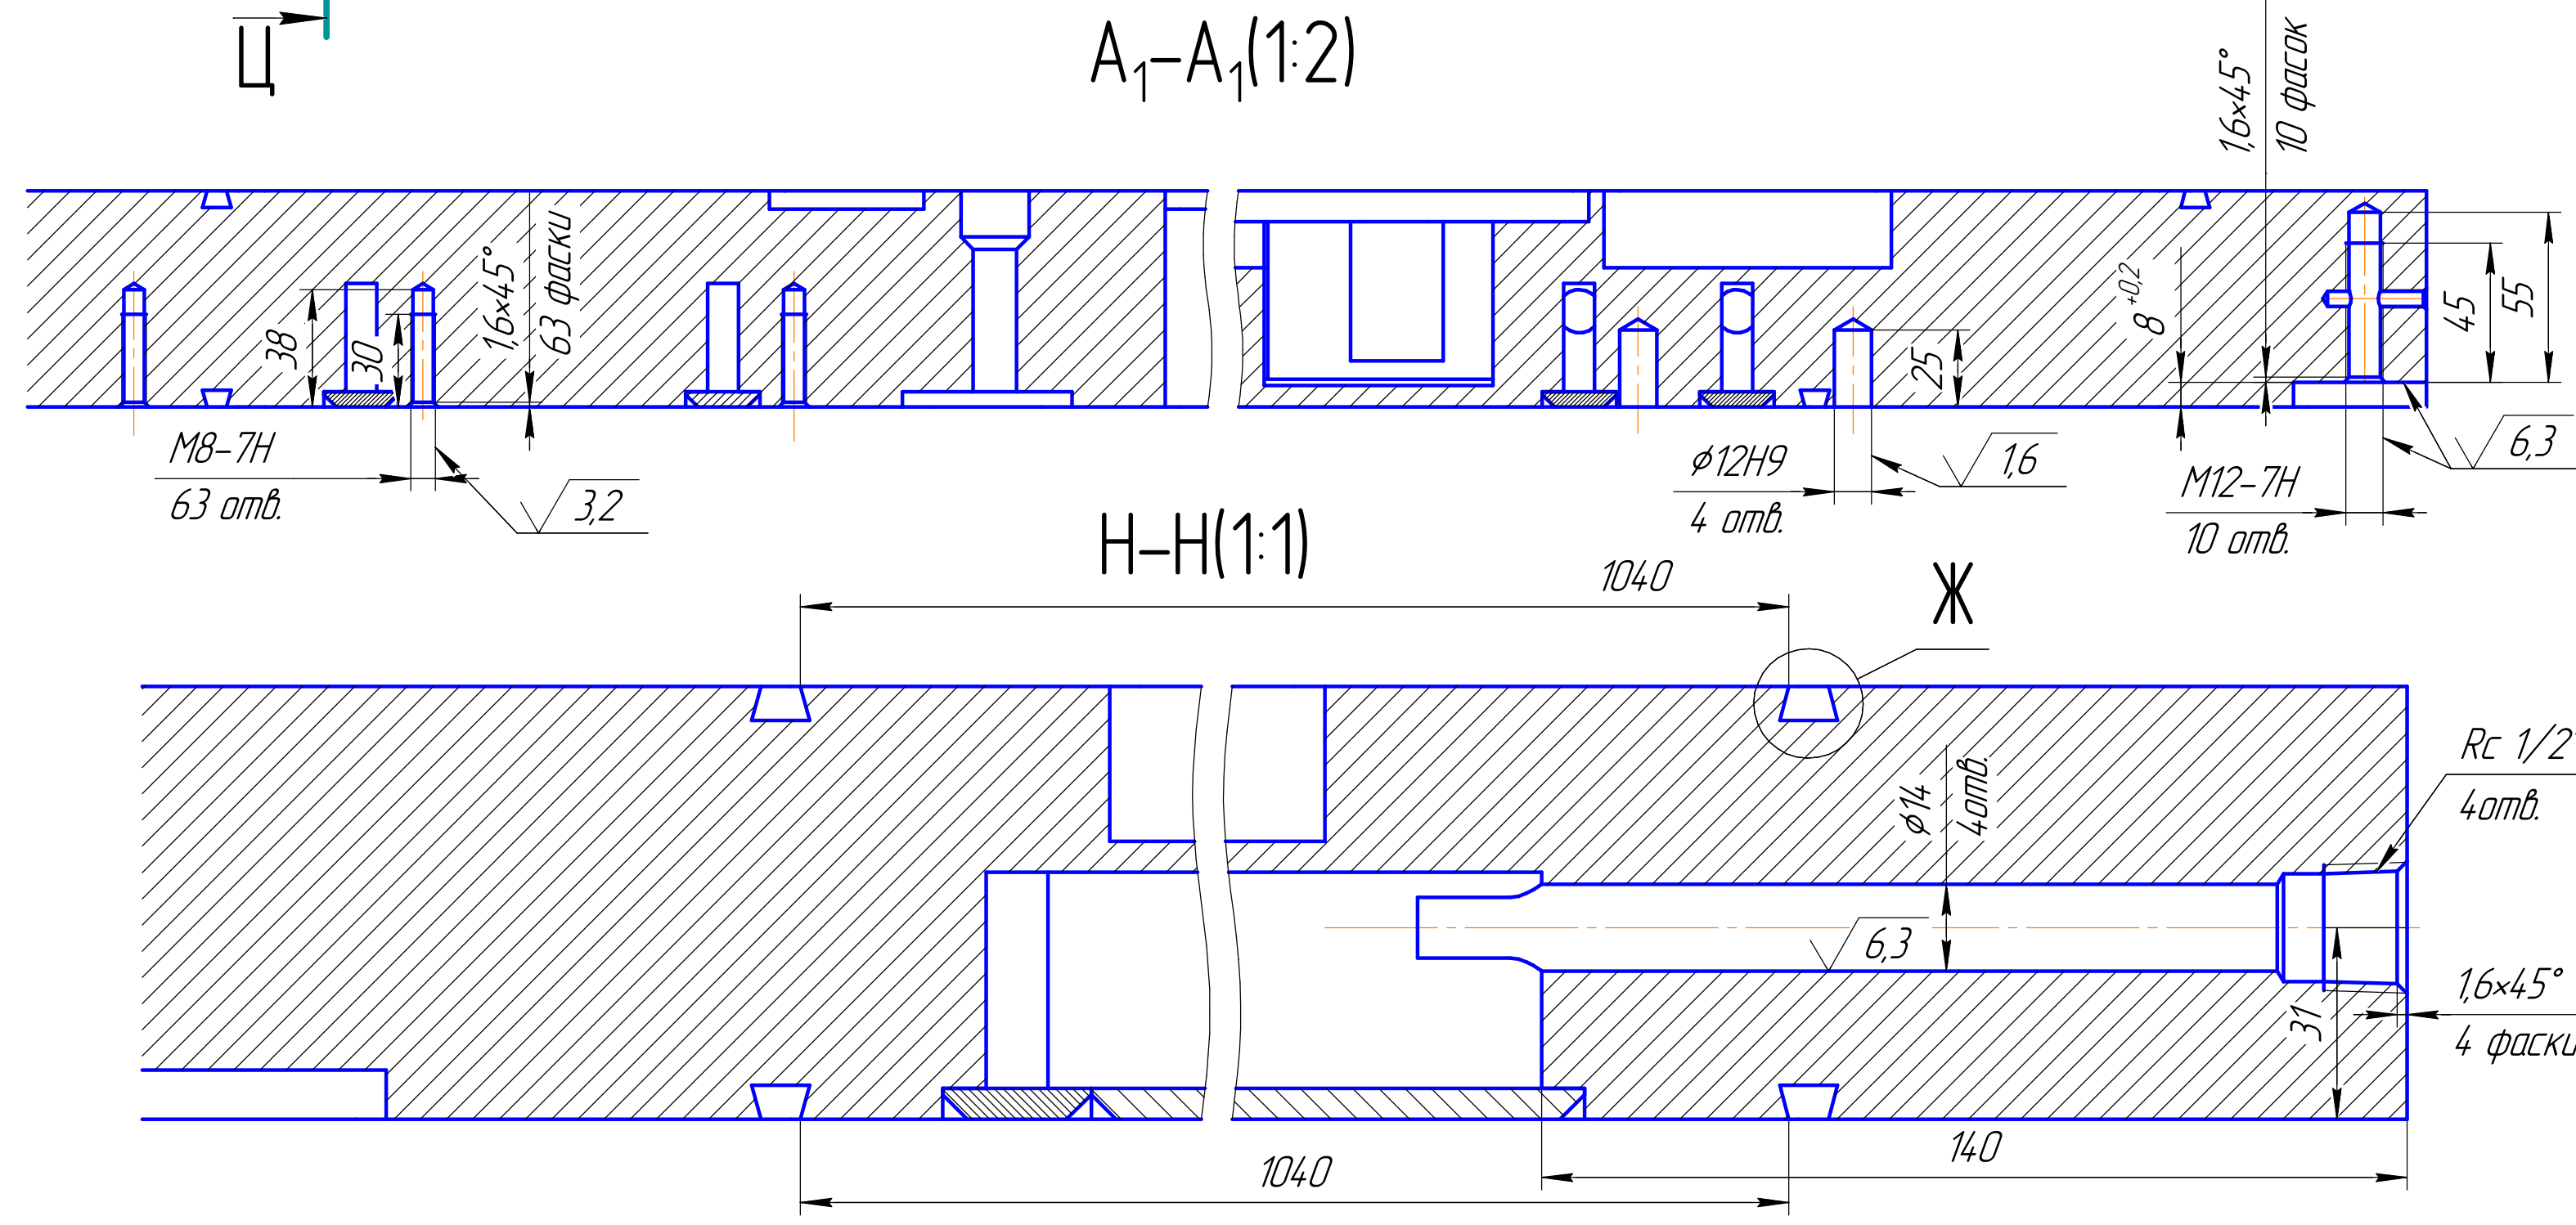 Ц
А₁–А₁(1:2)
1,6×45°
10 фасок
1,6×45°
63 фаски
38
30
8 +0,2
45
55
25
М8–7Н
63 отв.
3,2
⌀12Н9
4 отв.
1,6
М12–7Н
10 отв.
6,3
Н–Н(1:1)
1040
Ж
⌀14
4отв.
Rc 1/2
4отв.
6,3
1,6×45°
4 фаски
31
140
1040